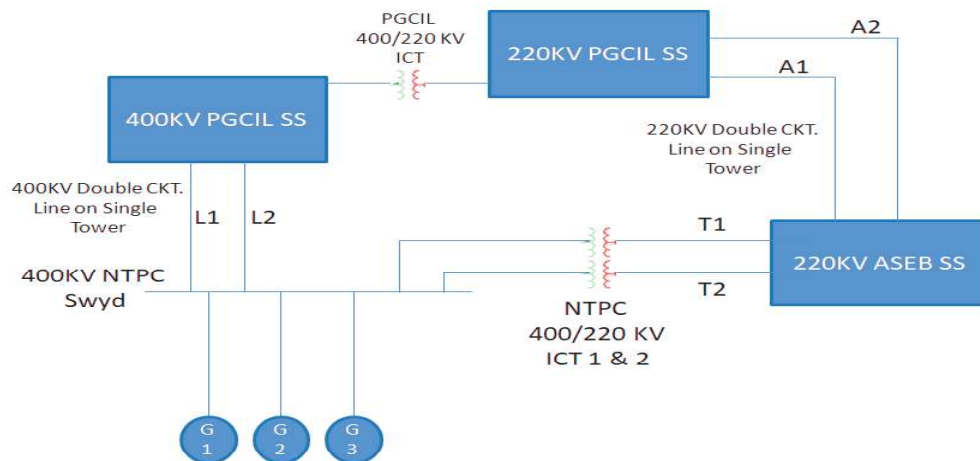 PGCIL
400/220 KV
ICT
220KV PGCIL SS
A2
A1
400KV PGCIL SS
220KV Double CKT.
Line on Single
Tower
400KV Double CKT.
Line on Single
Tower
L1
L2
T1
400KV NTPC
Swyd
220KV ASEB SS
T2
NTPC
400/220 KV
ICT 1 & 2
G
1
G
2
G
3